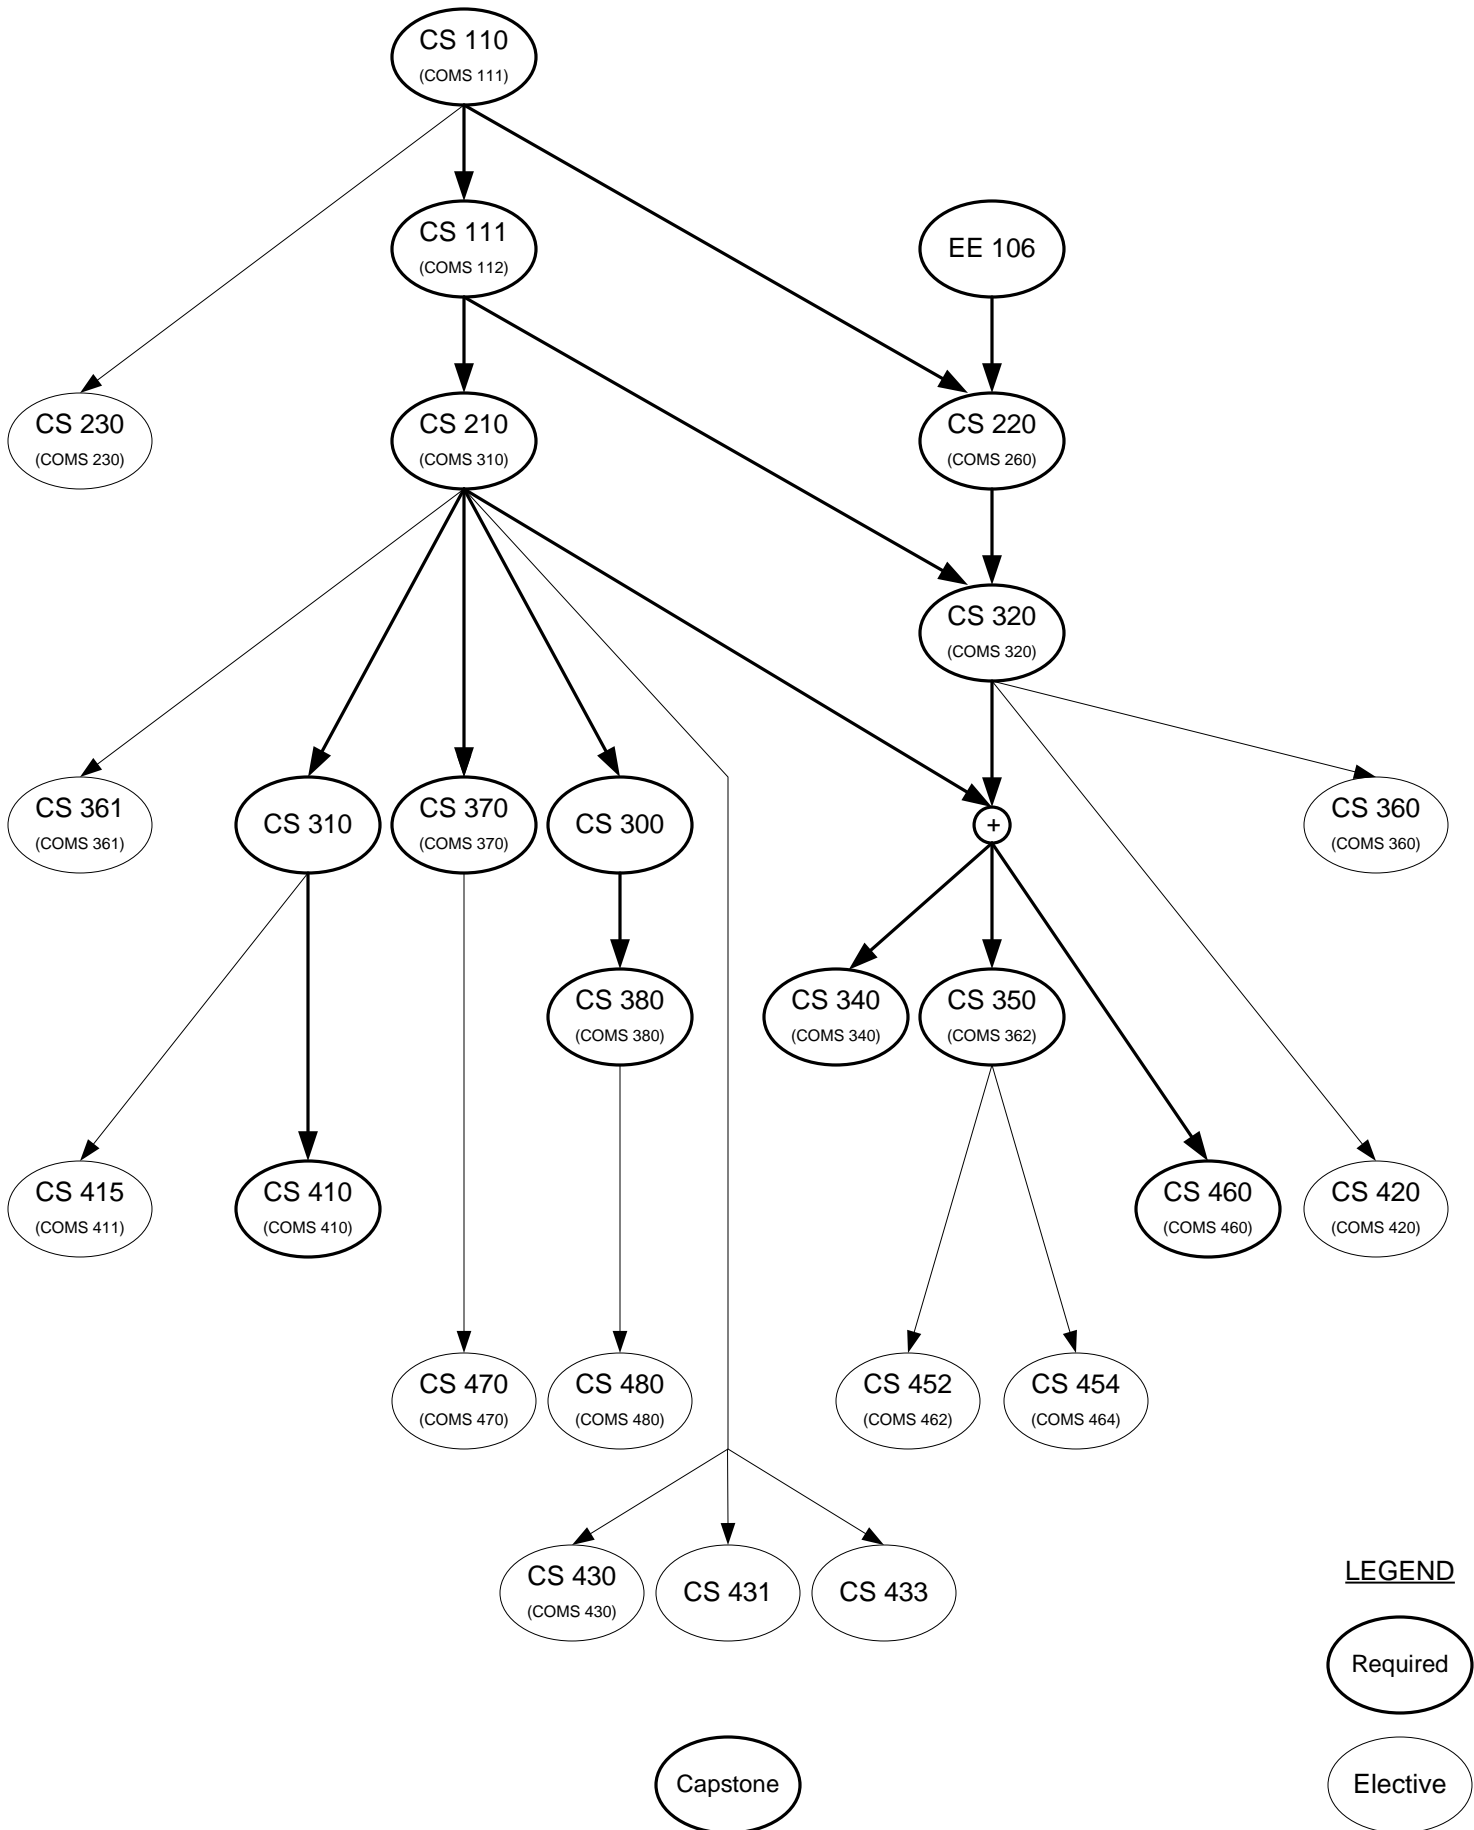 CS 110
(COMS 111)
CS 111
(COMS 112)
EE 106
CS 230
(COMS 230)
CS 210
(COMS 310)
CS 220
(COMS 260)
CS 320
(COMS 320)
CS 361
(COMS 361)
CS 310
CS 370
(COMS 370)
CS 300
+
CS 360
(COMS 360)
CS 380
(COMS 380)
CS 340
(COMS 340)
CS 350
(COMS 362)
CS 415
(COMS 411)
CS 410
(COMS 410)
CS 460
(COMS 460)
CS 420
(COMS 420)
CS 470
(COMS 470)
CS 480
(COMS 480)
CS 452
(COMS 462)
CS 454
(COMS 464)
CS 430
(COMS 430)
CS 431
CS 433
LEGEND
Required
Capstone
Elective